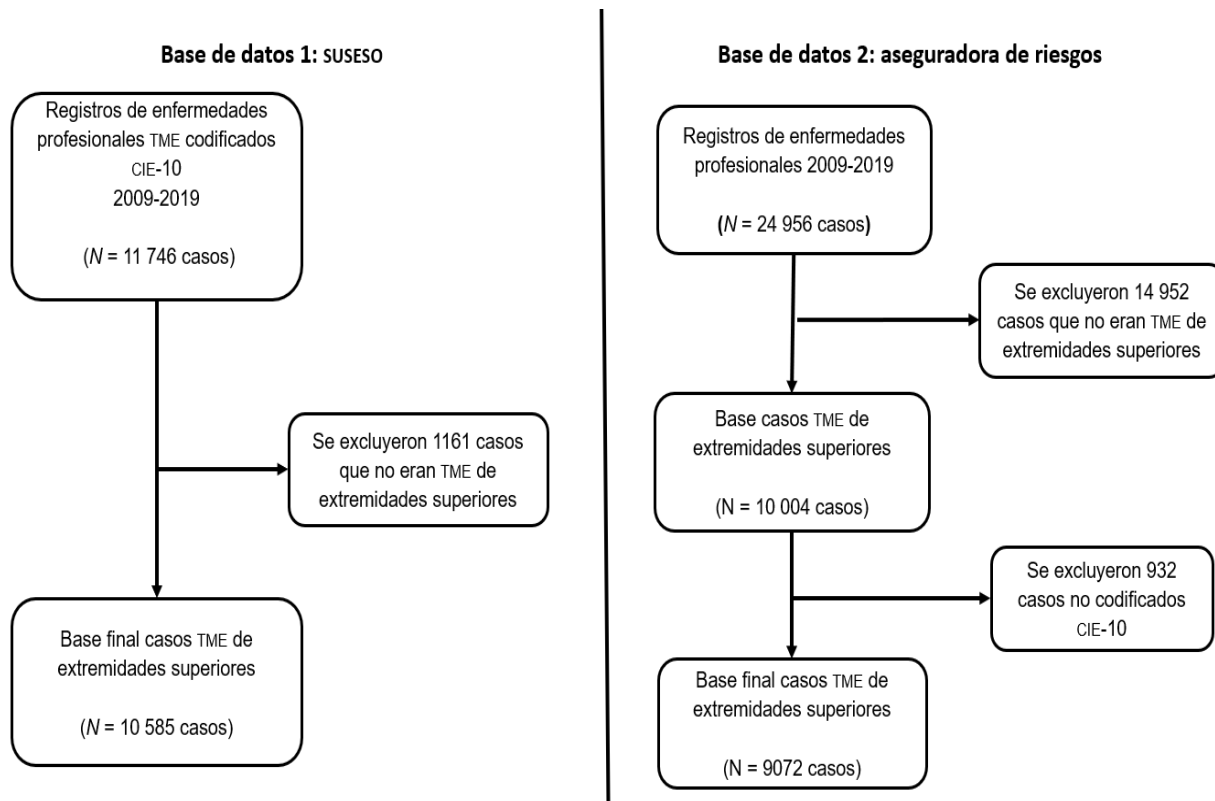 Base de datos 1: SUSESO
Registros de enfermedades
profesionales TME codificados
CIE-10
2009-2019
(N = 11 746 casos)
Se excluyeron 1161 casos
que no eran TME de
extremidades superiores
Base final casos TME de
extremidades superiores
(N = 10 585 casos)
Base de datos 2: aseguradora de riesgos
Registros de enfermedades
profesionales 2009-2019
(N = 24 956 casos)
Se excluyeron 14 952
casos que no eran TME de
extremidades superiores
Base casos TME de
extremidades superiores
(N = 10 004 casos)
Se excluyeron 932
casos no codificados
CIE-10
Base final casos TME de
extremidades superiores
(N = 9072 casos)